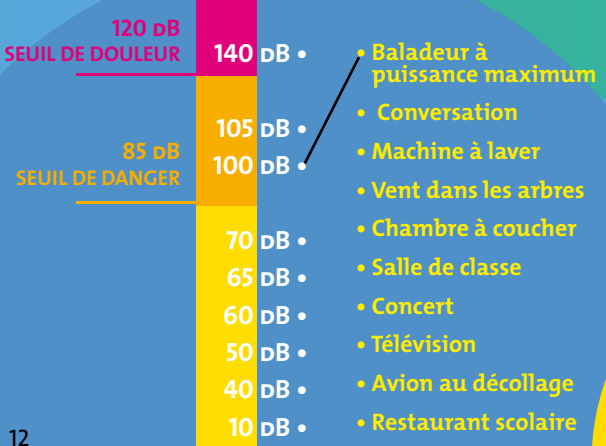 120 dB
SEUIL DE DOULEUR
85 dB
SEUIL DE DANGER
140 dB •
105 dB •
100 dB •
70 dB •
65 dB •
60 dB •
50 dB •
40 dB •
10 dB •
• Baladeur à
puissance maximum
• Conversation
• Machine à laver
• Vent dans les arbres
• Chambre à coucher
• Salle de classe
• Concert
• Télévision
• Avion au décollage
• Restaurant scolaire
12